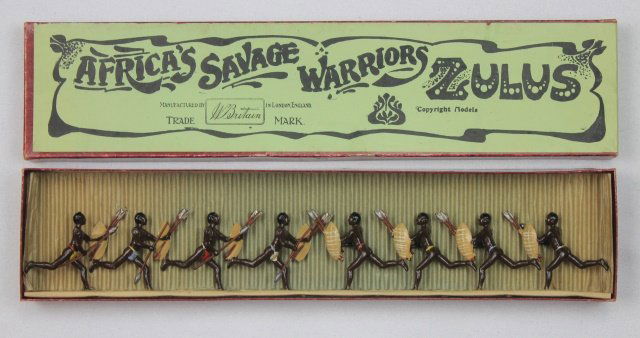 AFRICA'S SAVAGE WARRIORS ZULUS
MANUFACTURED BY W Britain IN LONDON, ENGLAND.
TRADE MARK.
Copyright Models